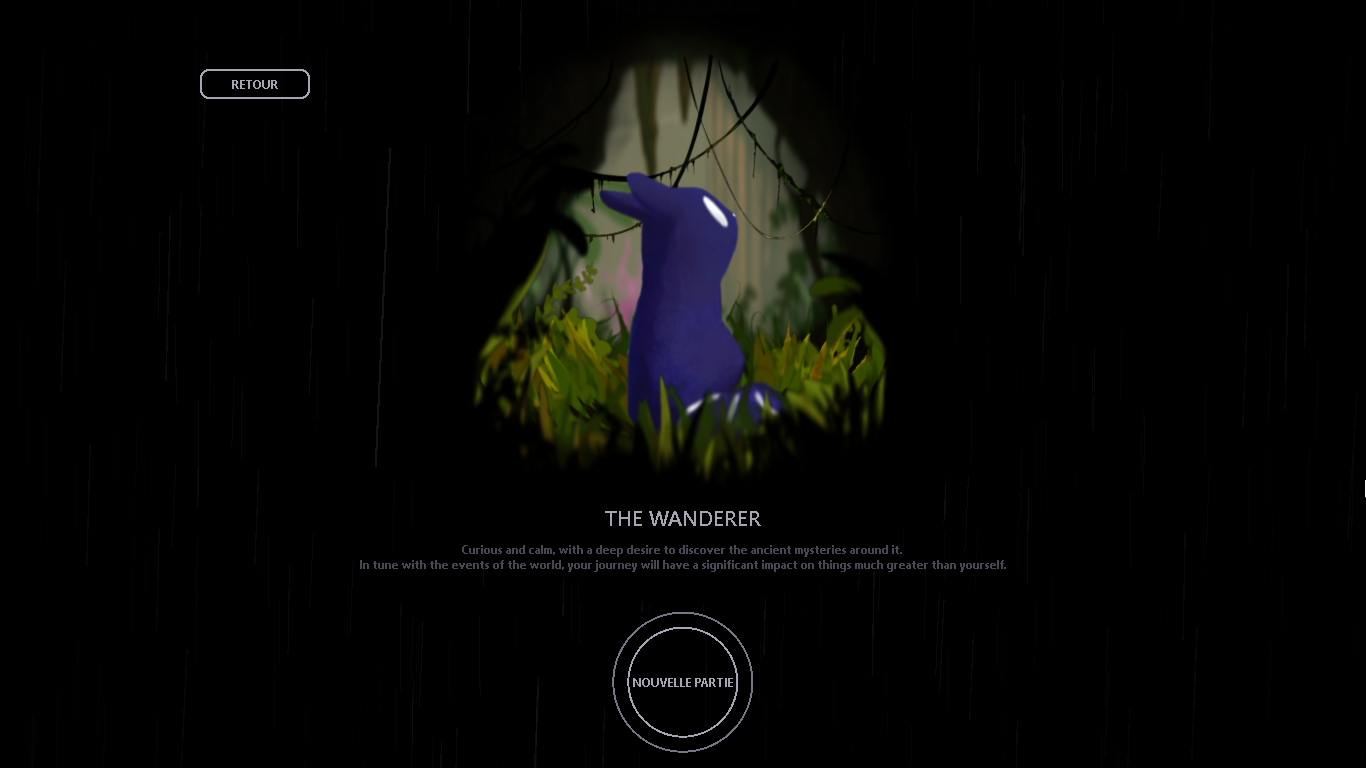 RETOUR
THE WANDERER
Curious and calm, with a deep desire to discover the ancient mysteries around it.
In tune with the events of the world, your journey will have a significant impact on things much greater than yourself.
NOUVELLE PARTIE